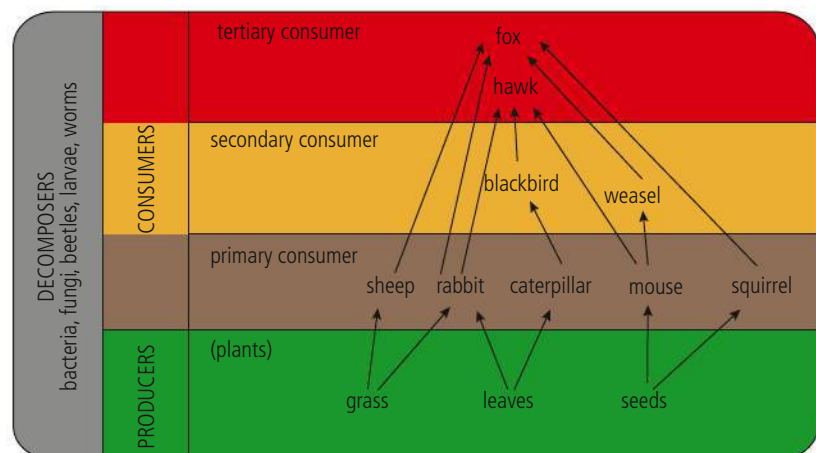 DECOMPOSERS
bacteria, fungi, beetles, larvae, worms
CONSUMERS
PRODUCERS
tertiary consumer
fox
hawk
secondary consumer
blackbird
weasel
primary consumer
sheep rabbit caterpillar mouse squirrel
(plants)
grass leaves seeds